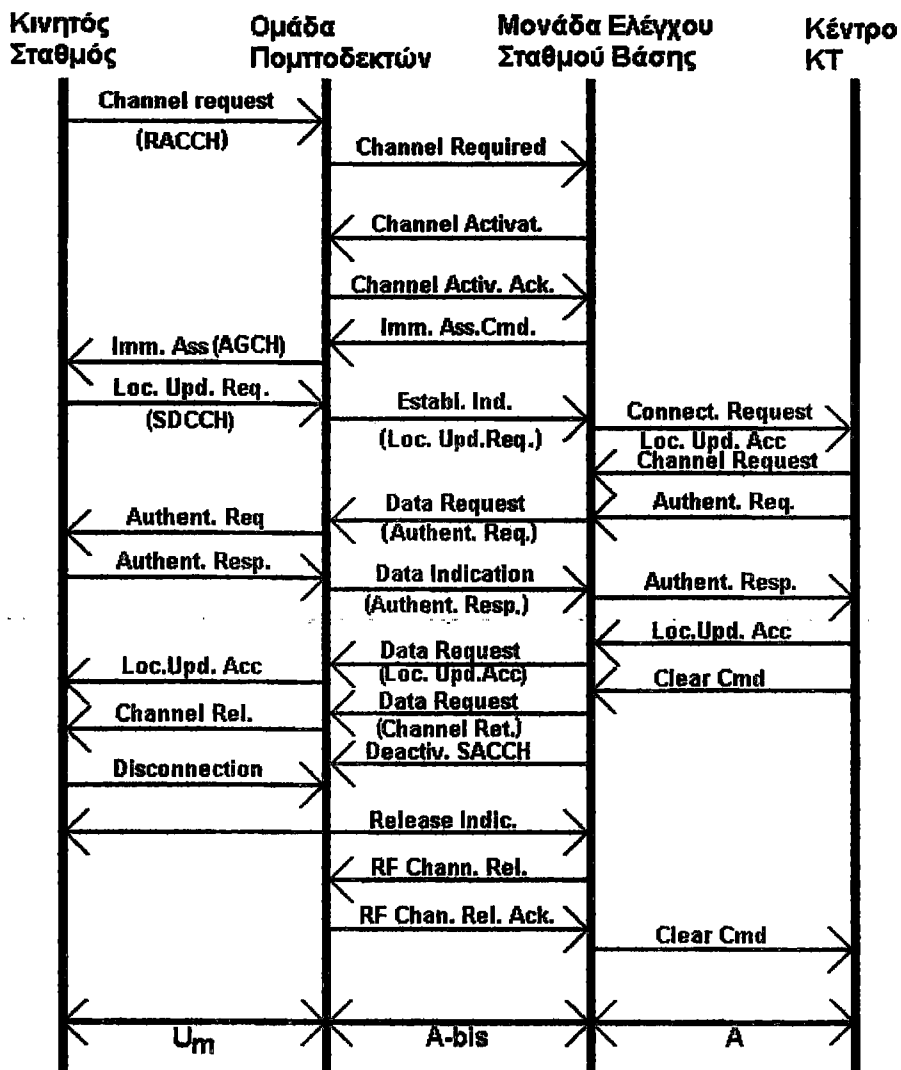 Κινητός
Σταθμός
Ομάδα
Πομποδεκτών
Μονάδα Ελέγχου
Σταθμού Βάσης
Κέντρο
ΚΤ
Channel request
(RACCH)
Channel Required
Channel Activat.
Channel Activ. Ack.
Imm. Ass.Cmd.
Imm. Ass(AGCH)
Loc. Upd. Req.
(SDCCH)
Establ. Ind.
(Loc. Upd.Req.)
Connect. Request
Loc. Upd. Acc
Channel Request
Authent. Req.
Data Request
(Authent. Req.)
Authent. Req
Authent. Resp.
Data Indication
(Authent. Resp.)
Authent. Resp.
Loc.Upd. Acc
Data Request
(Loc. Upd.Acc)
Loc.Upd. Acc
Clear Cmd
Data Request
(Channel Ret.)
Channel Rel.
Deactiv. SACCH
Disconnection
Release Indic.
RF Chann. Rel.
RF Chan. Rel. Ack.
Clear Cmd
Um
A-bis
A